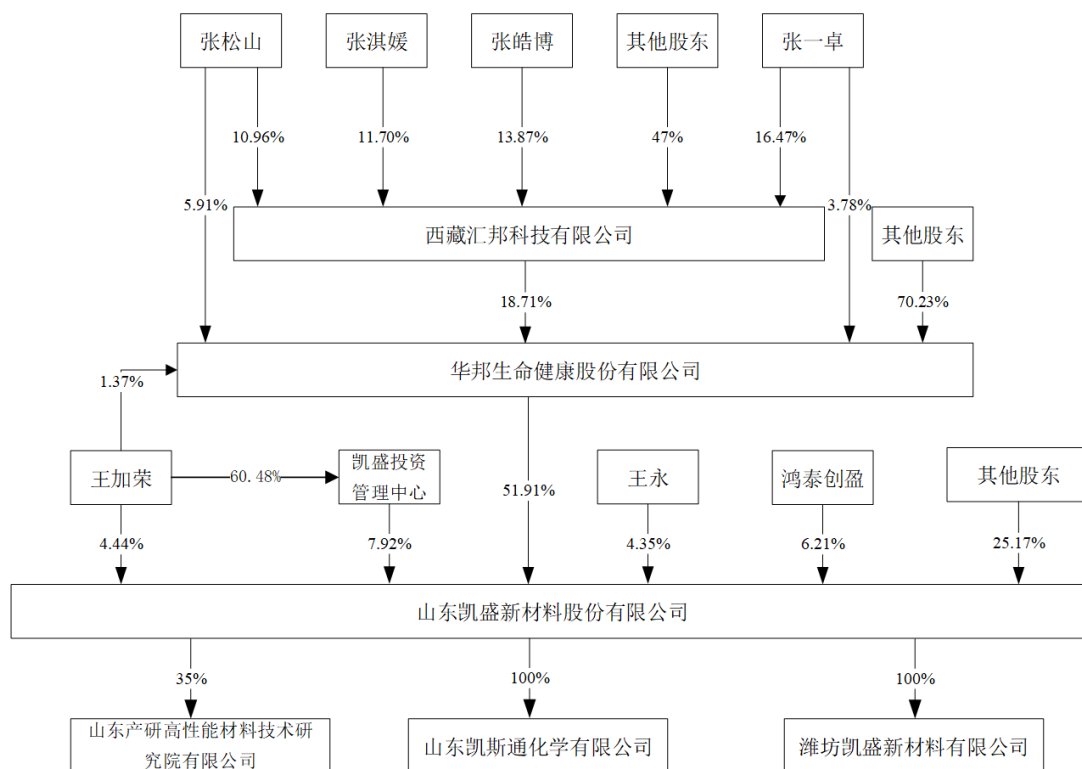 张松山
张淇媛
张皓博
其他股东
张一卓
10.96%
11.70%
13.87%
47%
16.47%
5.91%
3.78%
西藏汇邦科技有限公司
其他股东
18.71%
70.23%
华邦生命健康股份有限公司
1.37%
王加荣
60.48%
凯盛投资
管理中心
51.91%
王永
鸿泰创盈
其他股东
4.44%
7.92%
4.35%
6.21%
25.17%
山东凯盛新材料股份有限公司
35%
100%
100%
山东产研高性能材料技术研
究院有限公司
山东凯斯通化学有限公司
潍坊凯盛新材料有限公司